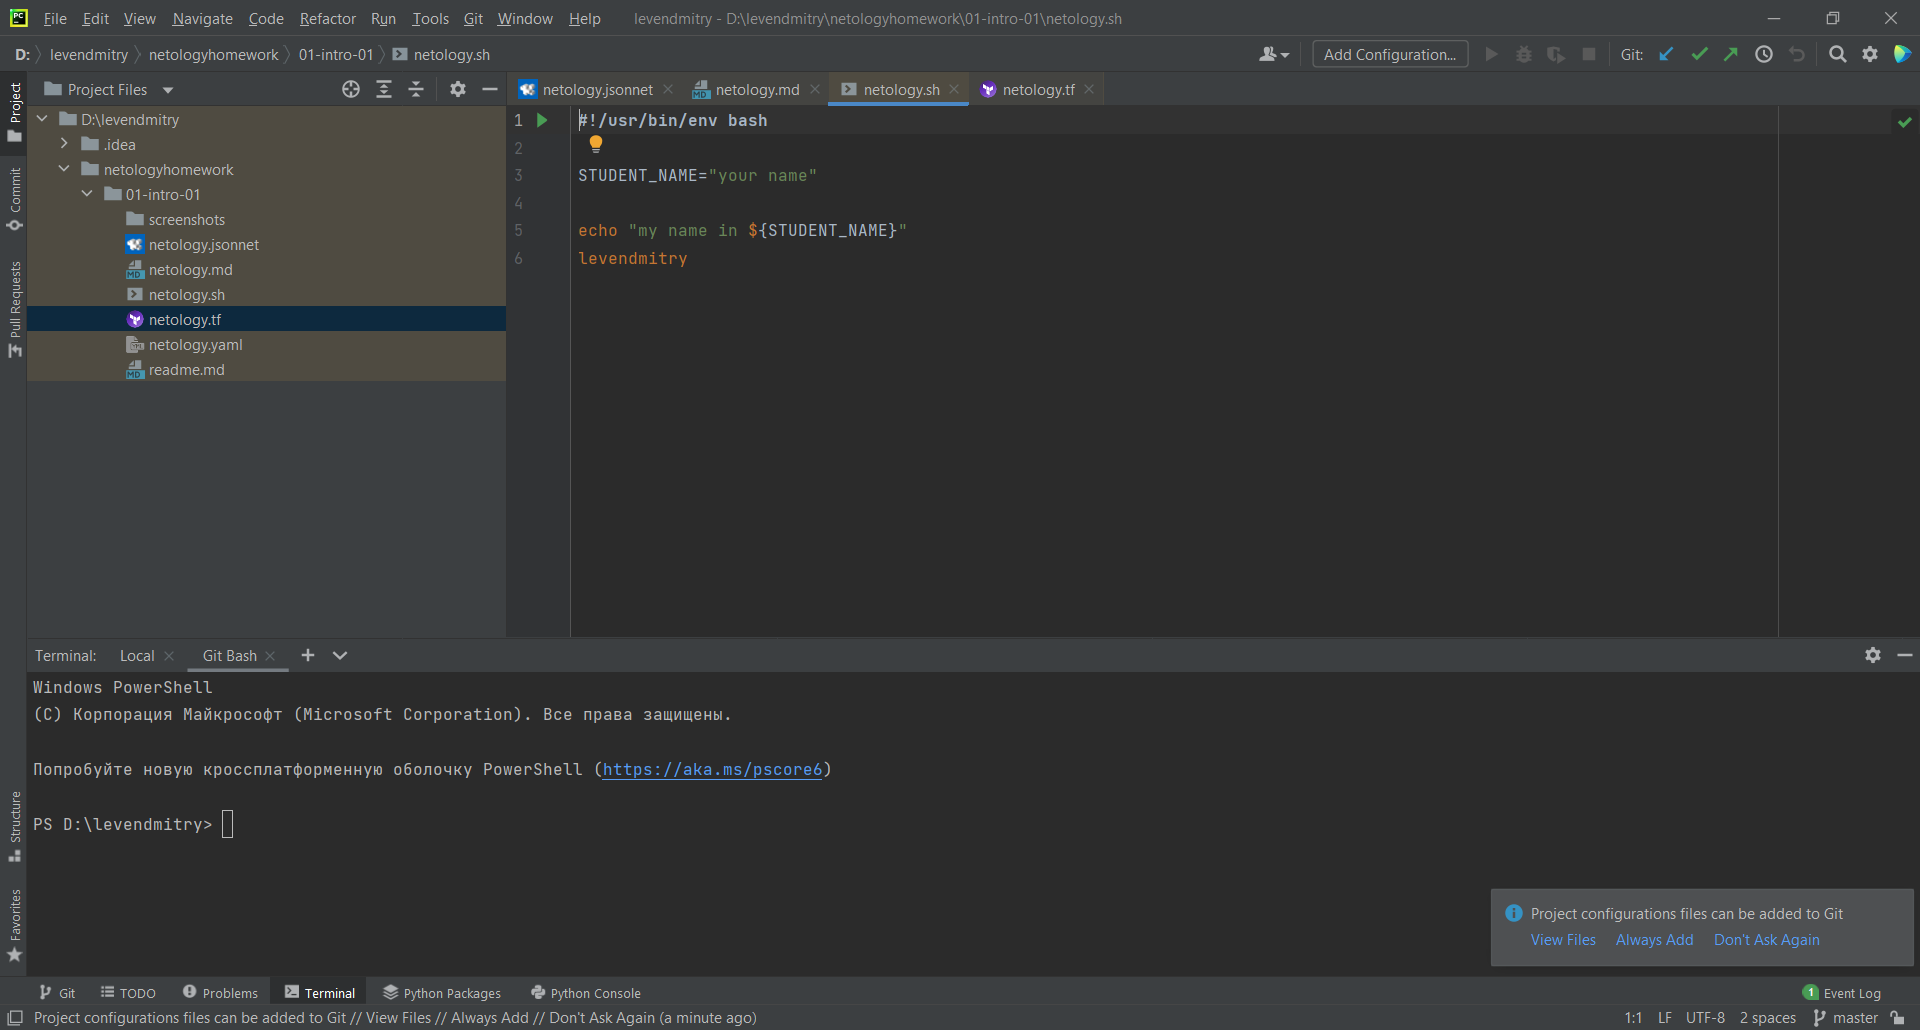 File Edit View Navigate Code Refactor Run Tools Git Window Help levendmitry - D:\levendmitry\netologyhomework\01-intro-01\netology.sh
D: levendmitry netologyhomework 01-intro-01 netology.sh Add Configuration... Git:
Project Files
netology.jsonnet netology.md netology.sh netology.tf
Project
Commit
Pull Requests
Structure
Favorites
D:\levendmitry
.idea
netologyhomework
01-intro-01
screenshots
netology.jsonnet
netology.md
netology.sh
netology.tf
netology.yaml
readme.md
1 #!/usr/bin/env bash
2
3 STUDENT_NAME="your name"
4
5 echo "my name in ${STUDENT_NAME}"
6 levendmitry
Terminal: Local Git Bash
Windows PowerShell
(C) Корпорация Майкрософт (Microsoft Corporation). Все права защищены.
Попробуйте новую кроссплатформенную оболочку PowerShell (https://aka.ms/pscore6)
PS D:\levendmitry>
Project configurations files can be added to Git
View Files Always Add Don't Ask Again
Git TODO Problems Terminal Python Packages Python Console 1 Event Log
Project configurations files can be added to Git // View Files // Always Add // Don't Ask Again (a minute ago) 1:1 LF UTF-8 2 spaces master